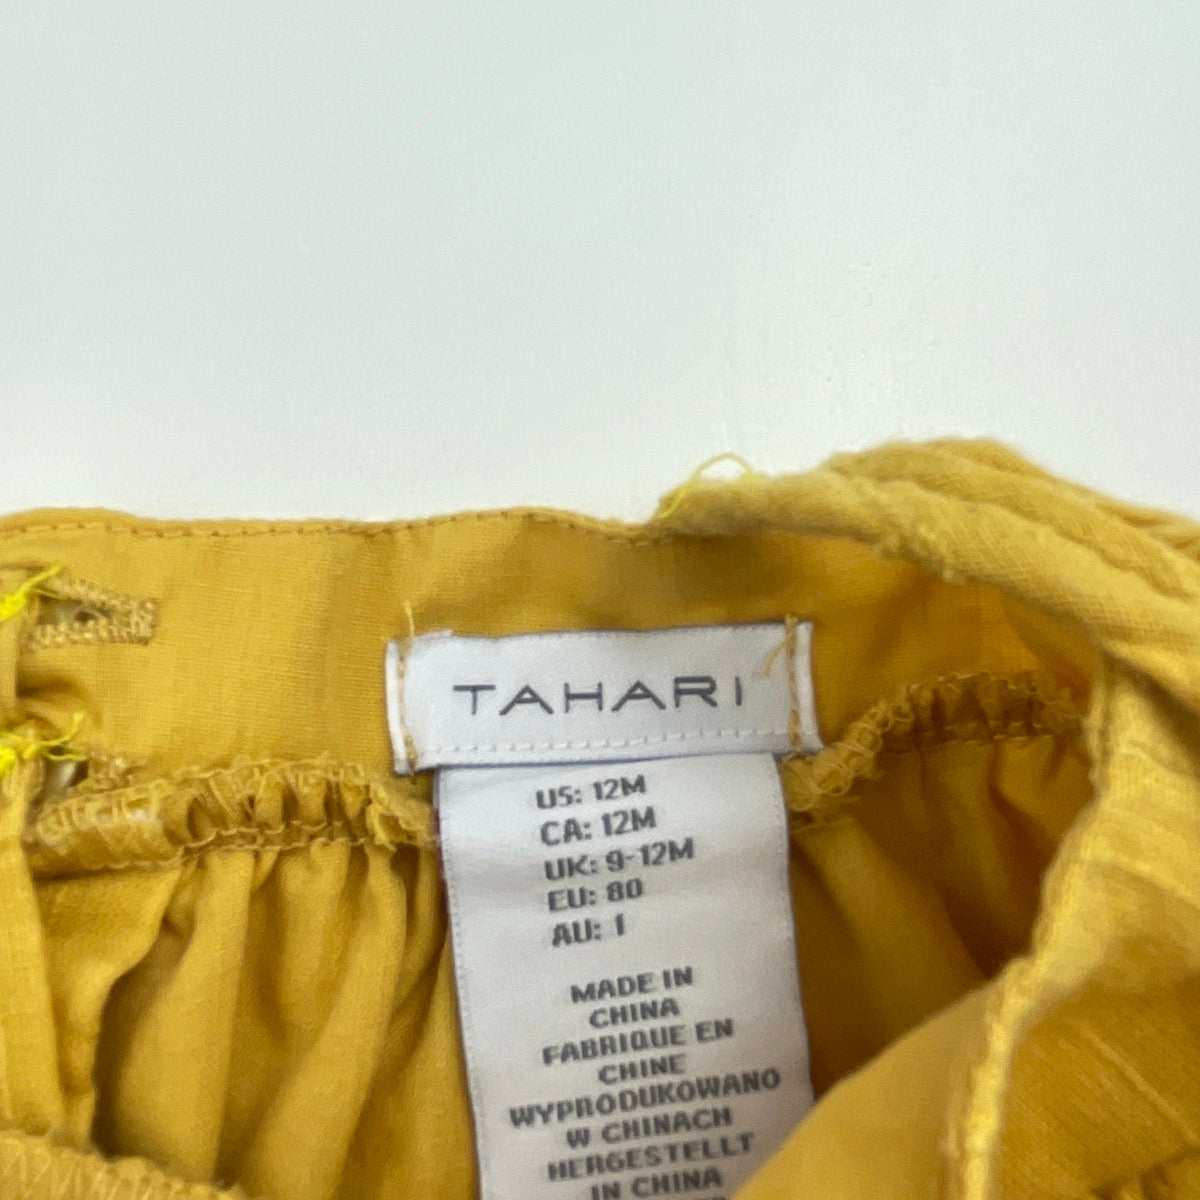 TAHARI
US: 12M
CA: 12M
UK: 9-12M
EU: 80
AU: 1
MADE IN
CHINA
FABRIQUE EN
CHINE
WYPRODUKOWANO
W CHINACH
HERGESTELLT
IN CHINA